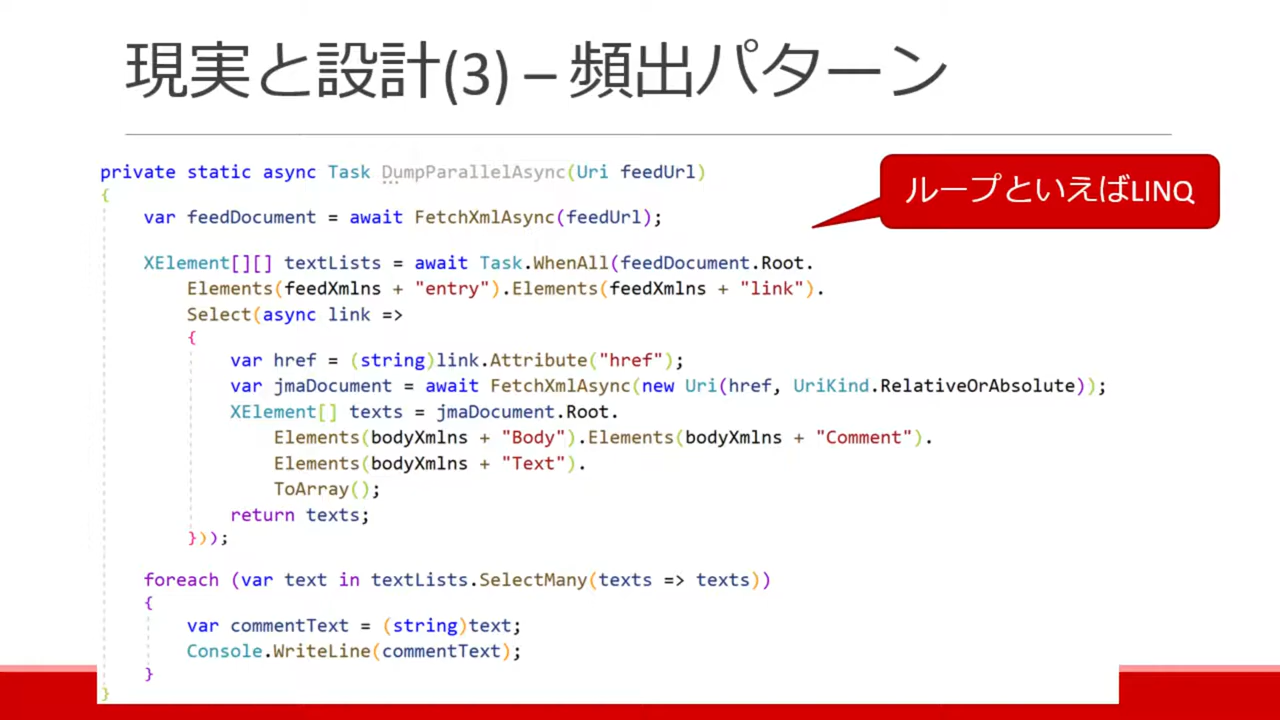 現実と設計(3) – 頻出パターン
ループといえばLINQ
private static async Task DumpParallelAsync(Uri feedUrl)
{
    var feedDocument = await FetchXmlAsync(feedUrl);
    XElement[][] textLists = await Task.WhenAll(feedDocument.Root.
        Elements(feedXmlns + "entry").Elements(feedXmlns + "link").
        Select(async link =>
        {
            var href = (string)link.Attribute("href");
            var jmaDocument = await FetchXmlAsync(new Uri(href, UriKind.RelativeOrAbsolute));
            XElement[] texts = jmaDocument.Root.
                Elements(bodyXmlns + "Body").Elements(bodyXmlns + "Comment").
                Elements(bodyXmlns + "Text").
                ToArray();
            return texts;
        }));
    foreach (var text in textLists.SelectMany(texts => texts))
    {
        var commentText = (string)text;
        Console.WriteLine(commentText);
    }
}